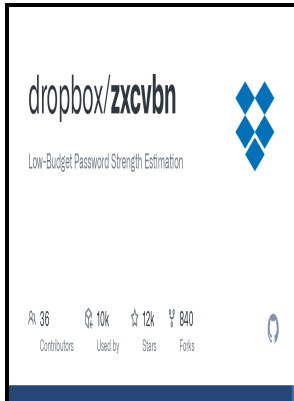 dropbox/zxcvbn
Low-Budget Password Strength Estimation
36 10k 12k 840
Contributors Used by Stars Forks